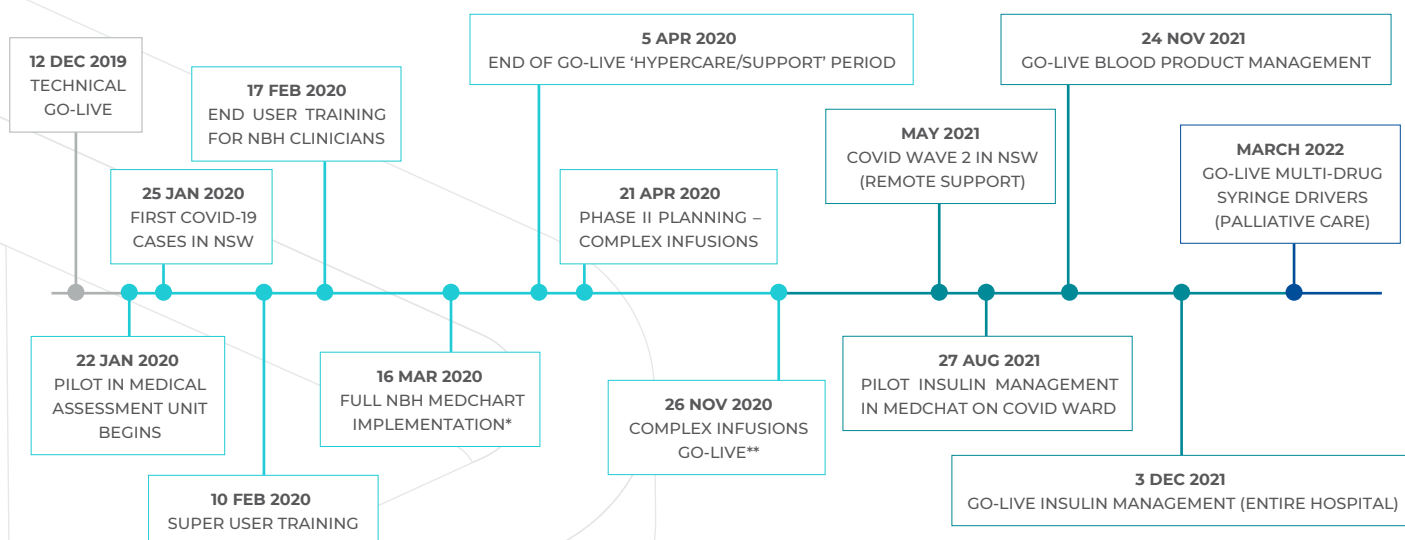 12 DEC 2019
TECHNICAL
GO-LIVE
22 JAN 2020
PILOT IN MEDICAL
ASSESSMENT UNIT
BEGINS
25 JAN 2020
FIRST COVID-19
CASES IN NSW
10 FEB 2020
SUPER USER TRAINING
17 FEB 2020
END USER TRAINING
FOR NBH CLINICIANS
16 MAR 2020
FULL NBH MEDCHART
IMPLEMENTATION*
5 APR 2020
END OF GO-LIVE ‘HYPERCARE/SUPPORT’ PERIOD
21 APR 2020
PHASE II PLANNING –
COMPLEX INFUSIONS
26 NOV 2020
COMPLEX INFUSIONS
GO-LIVE**
MAY 2021
COVID WAVE 2 IN NSW
(REMOTE SUPPORT)
27 AUG 2021
PILOT INSULIN MANAGEMENT
IN MEDCHAT ON COVID WARD
24 NOV 2021
GO-LIVE BLOOD PRODUCT MANAGEMENT
3 DEC 2021
GO-LIVE INSULIN MANAGEMENT (ENTIRE HOSPITAL)
MARCH 2022
GO-LIVE MULTI-DRUG
SYRINGE DRIVERS
(PALLIATIVE CARE)